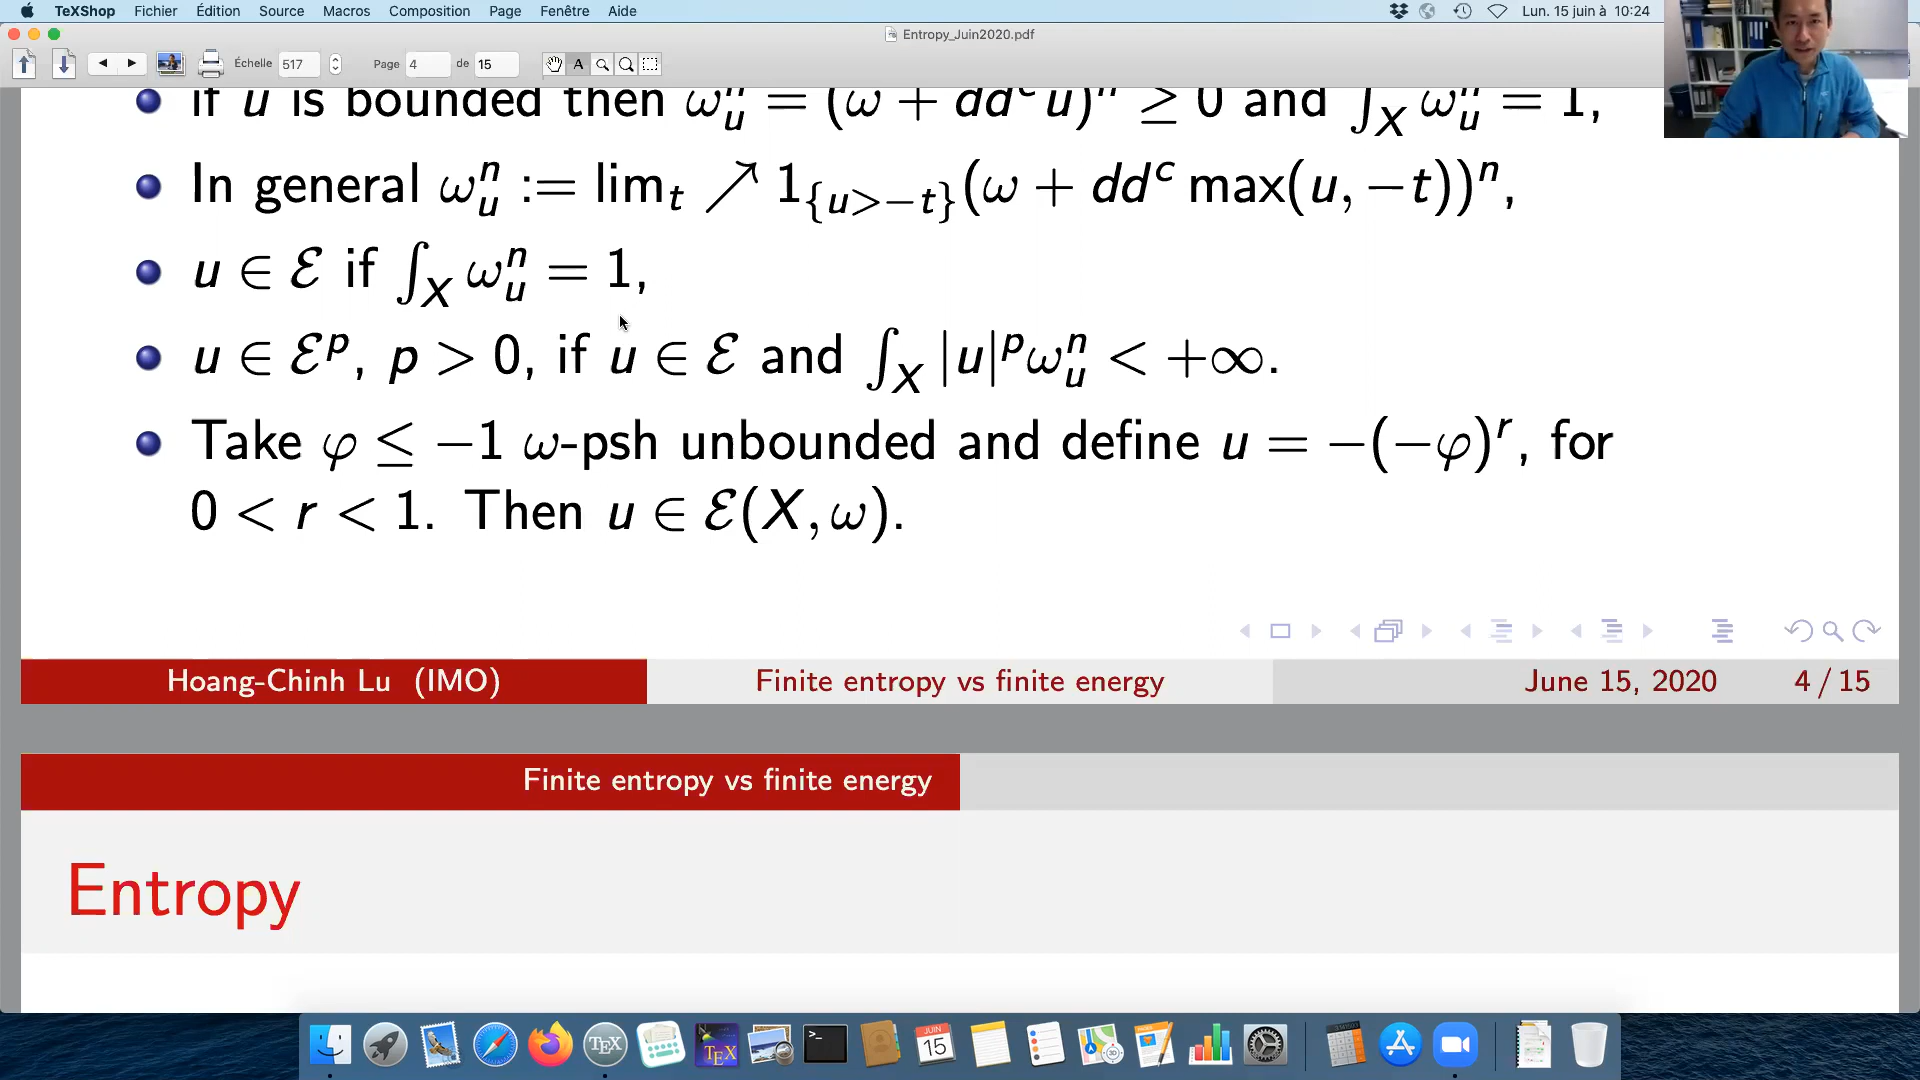 TeXShop Fichier Édition Source Macros Composition Page Fenêtre Aide Lun. 15 juin à 10:24
Entropy_Juin2020.pdf
Échelle 517 Page 4 de 15 A
if u is bounded then ω_u^n = (ω + dd^c u)^n ≥ 0 and ∫_X ω_u^n = 1,
In general ω_u^n := lim_t ↗ 1_{u>−t}(ω + dd^c max(u, −t))^n,
u ∈ ℰ if ∫_X ω_u^n = 1,
u ∈ ℰ^p, p > 0, if u ∈ ℰ and ∫_X |u|^p ω_u^n < +∞.
Take φ ≤ −1 ω-psh unbounded and define u = −(−φ)^r, for
0 < r < 1. Then u ∈ ℰ(X, ω).
Hoang-Chinh Lu (IMO) Finite entropy vs finite energy June 15, 2020 4 / 15
Finite entropy vs finite energy
Entropy
JUIN
15
TEX
TEX